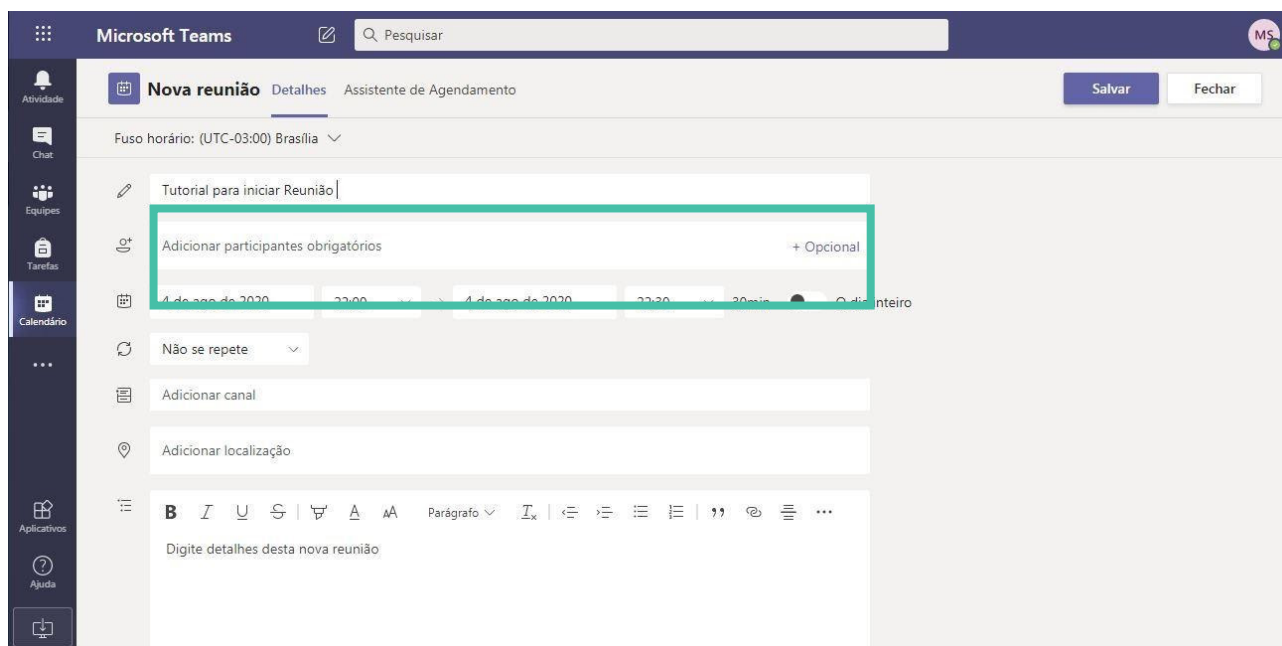 Microsoft Teams
Pesquisar
MS
Atividade
Nova reunião Detalhes Assistente de Agendamento
Salvar
Fechar
Chat
Fuso horário: (UTC-03:00) Brasília
Equipes
Tutorial para iniciar Reunião
Tarefas
Adicionar participantes obrigatórios
+ Opcional
Calendário
4 de ago de 2020 22:00 → 4 de ago de 2020 22:30 30min O dia inteiro
Não se repete
Adicionar canal
Adicionar localização
Aplicativos
B I U S A AA Parágrafo
Digite detalhes desta nova reunião
Ajuda